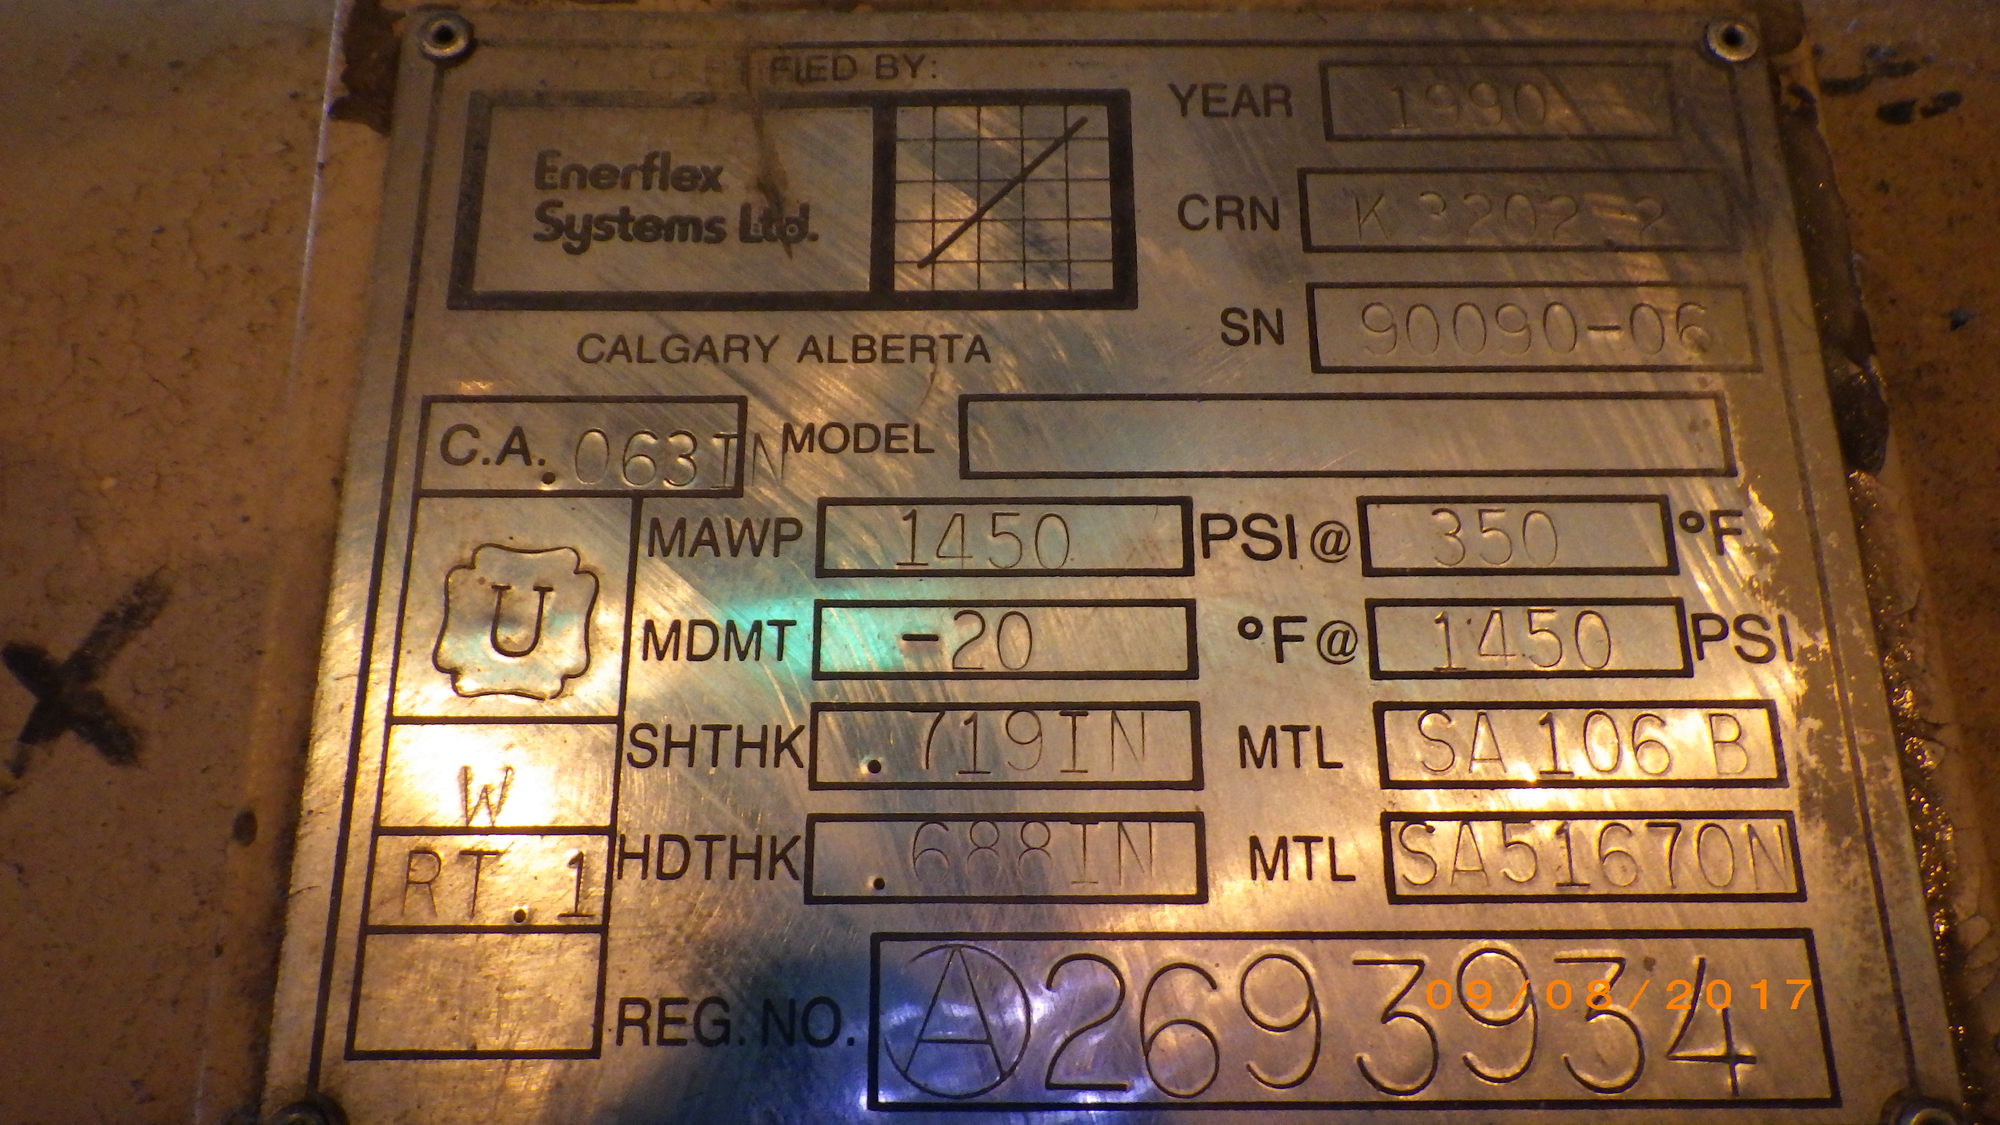 CERTIFIED BY:
Enerflex
Systems Ltd.
CALGARY ALBERTA
YEAR 1990
CRN K 3202 2
SN 90090-06
C.A. .063IN MODEL
U
MAWP 1450 PSI@ 350 °F
MDMT -20 °F@ 1450 PSI
W
SHTHK .719IN MTL SA 106 B
RT.1
HDTHK .688IN MTL SA51670N
REG. NO. A 2693934
09/08/2017